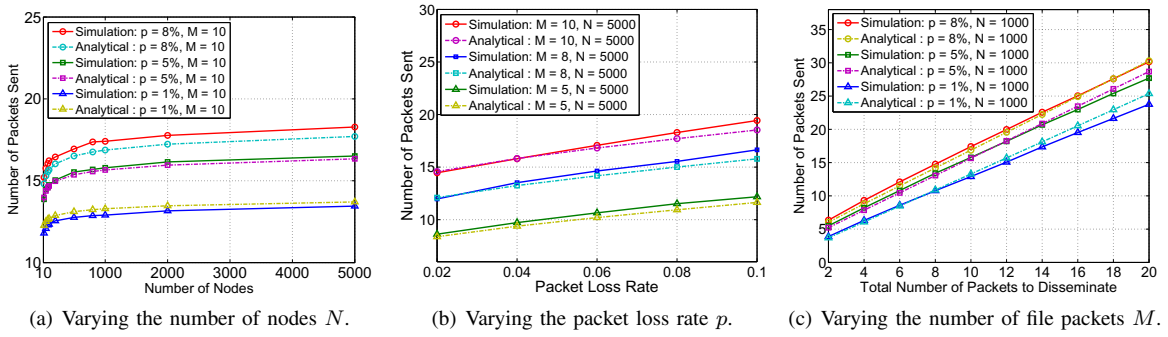 25
20
15
10
Number of Packets Sent
Simulation: p = 8%, M = 10
Analytical : p = 8%, M = 10
Simulation: p = 5%, M = 10
Analytical : p = 5%, M = 10
Simulation: p = 1%, M = 10
Analytical : p = 1%, M = 10
10 1000 2000 3000 4000 5000
Number of Nodes
(a) Varying the number of nodes N.
30
25
20
15
10
Number of Packets Sent
Simulation: M = 10, N = 5000
Analytical : M = 10, N = 5000
Simulation: M = 8, N = 5000
Analytical : M = 8, N = 5000
Simulation: M = 5, N = 5000
Analytical : M = 5, N = 5000
0.02 0.04 0.06 0.08 0.1
Packet Loss Rate
(b) Varying the packet loss rate p.
35
30
25
20
15
10
5
0
Number of Packets Sent
Simulation: p = 8%, N = 1000
Analytical : p = 8%, N = 1000
Simulation: p = 5%, N = 1000
Analytical : p = 5%, N = 1000
Simulation: p = 1%, N = 1000
Analytical : p = 1%, N = 1000
2 4 6 8 10 12 14 16 18 20
Total Number of Packets to Disseminate
(c) Varying the number of file packets M.